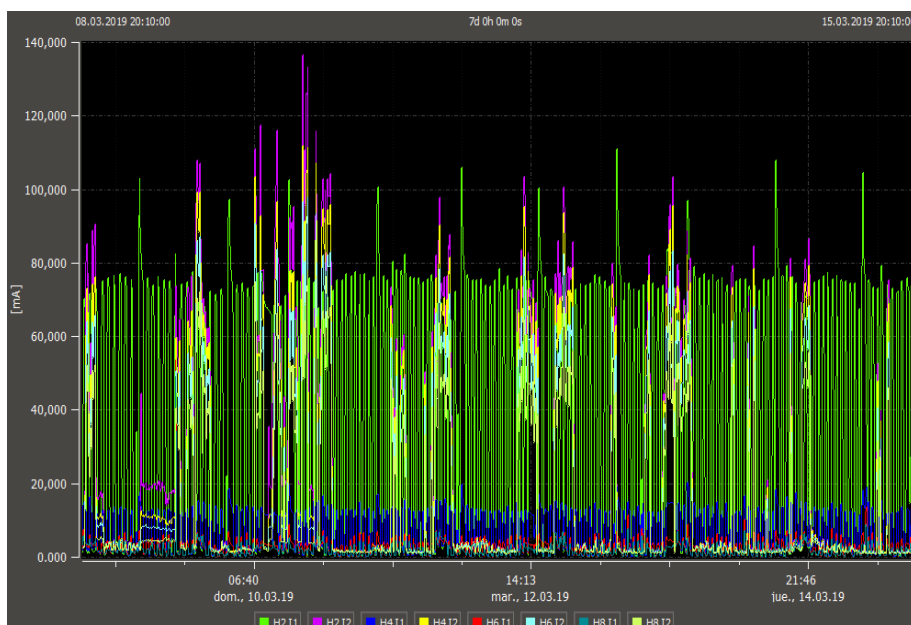 08.03.2019 20:10:00 7d 0h 0m 0s 15.03.2019 20:10:0
140,000
120,000
100,000
80,000
60,000
40,000
20,000
0.000
[mA]
06:40 14:13 21:46
dom., 10.03.19 mar., 12.03.19 jue., 14.03.19
H2 I1 H2 I2 H4 I1 H4 I2 H6 I1 H6 I2 H8 I1 H8 I2